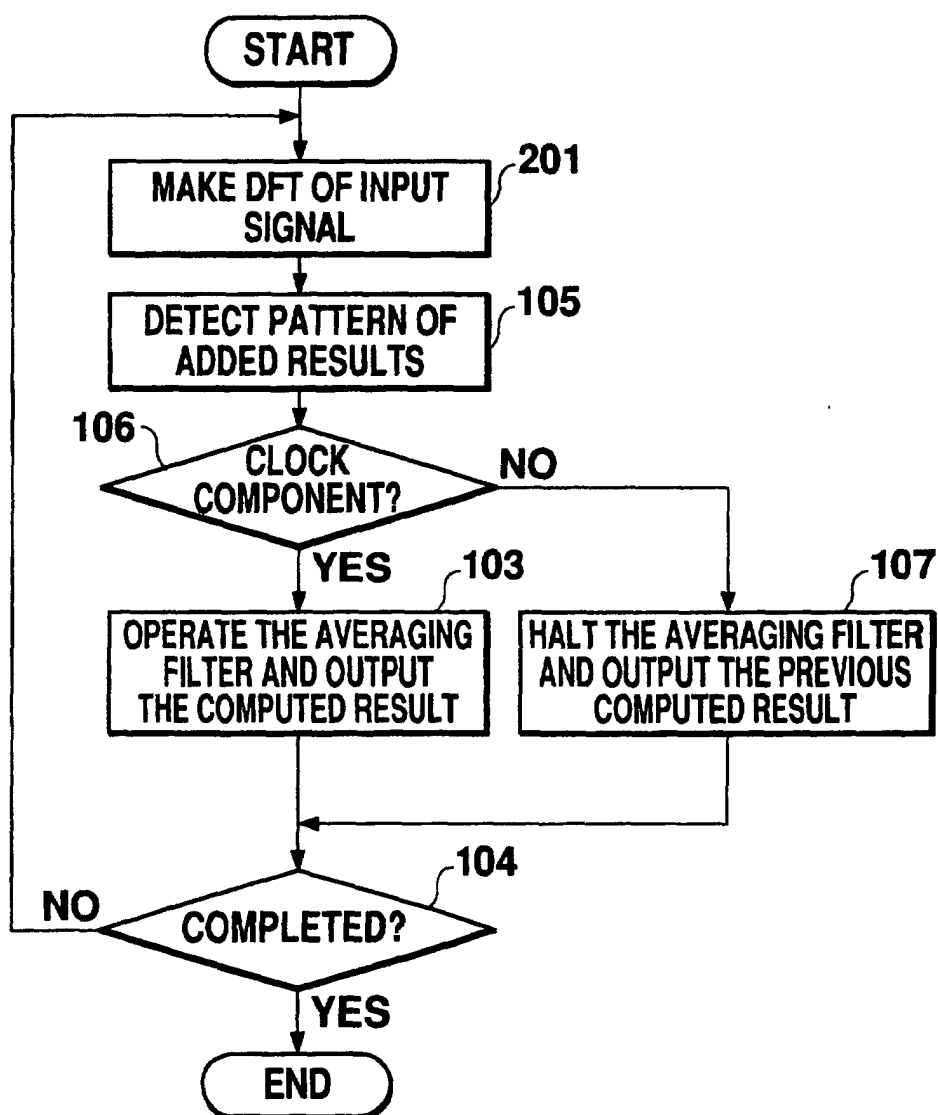 START
201
MAKE DFT OF INPUT
SIGNAL
105
DETECT PATTERN OF
ADDED RESULTS
106
CLOCK
COMPONENT?
NO
YES
103
OPERATE THE AVERAGING
FILTER AND OUTPUT
THE COMPUTED RESULT
107
HALT THE AVERAGING FILTER
AND OUTPUT THE PREVIOUS
COMPUTED RESULT
104
NO
COMPLETED?
YES
END